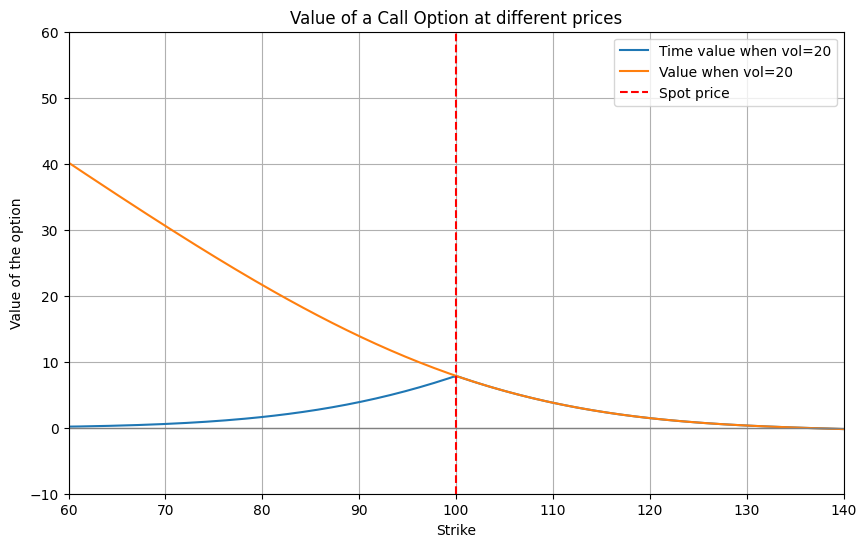 Value of a Call Option at different prices
Time value when vol=20
Value when vol=20
Spot price
Value of the option
60
50
40
30
20
10
0
−10
60 70 80 90 100 110 120 130 140
Strike